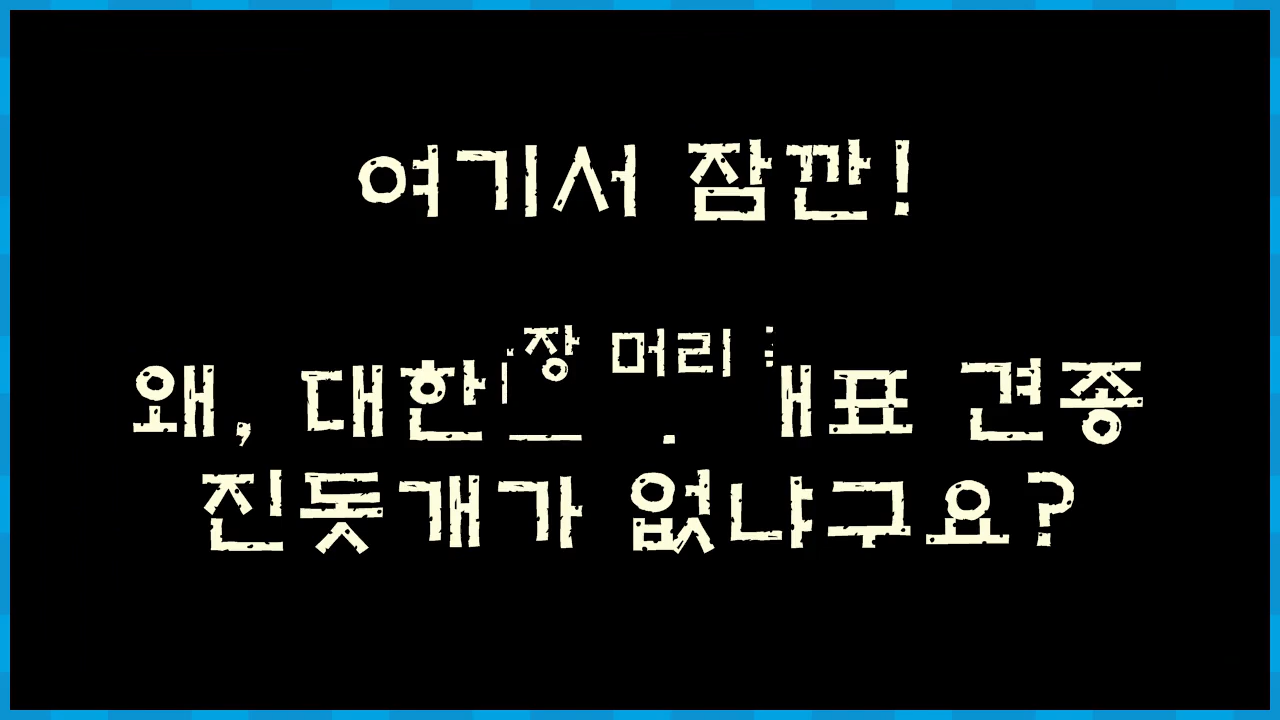 여기서 잠깐!
장 머리
왜, 대한 대표 견종
진돗개가 없냐구요?